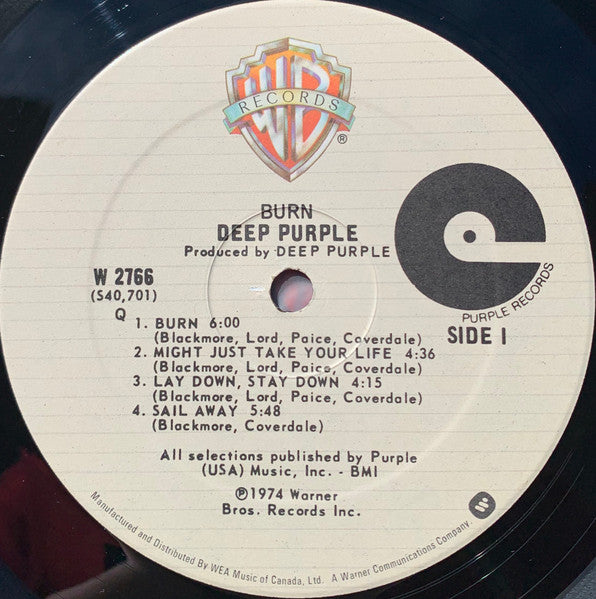 WB
RECORDS
®
BURN
DEEP PURPLE
Produced by DEEP PURPLE
W 2766
(S40,701)
Q
PURPLE RECORDS
SIDE I
1. BURN 6:00
(Blackmore, Lord, Paice, Coverdale)
2. MIGHT JUST TAKE YOUR LIFE 4:36
(Blackmore, Lord, Paice, Coverdale)
3. LAY DOWN, STAY DOWN 4:15
(Blackmore, Lord, Paice, Coverdale)
4. SAIL AWAY 5:48
(Blackmore, Coverdale)
All selections published by Purple
(USA) Music, Inc. - BMI
℗1974 Warner
Bros. Records Inc.
Manufactured and Distributed By WEA Music of Canada, Ltd. A Warner Communications Company.